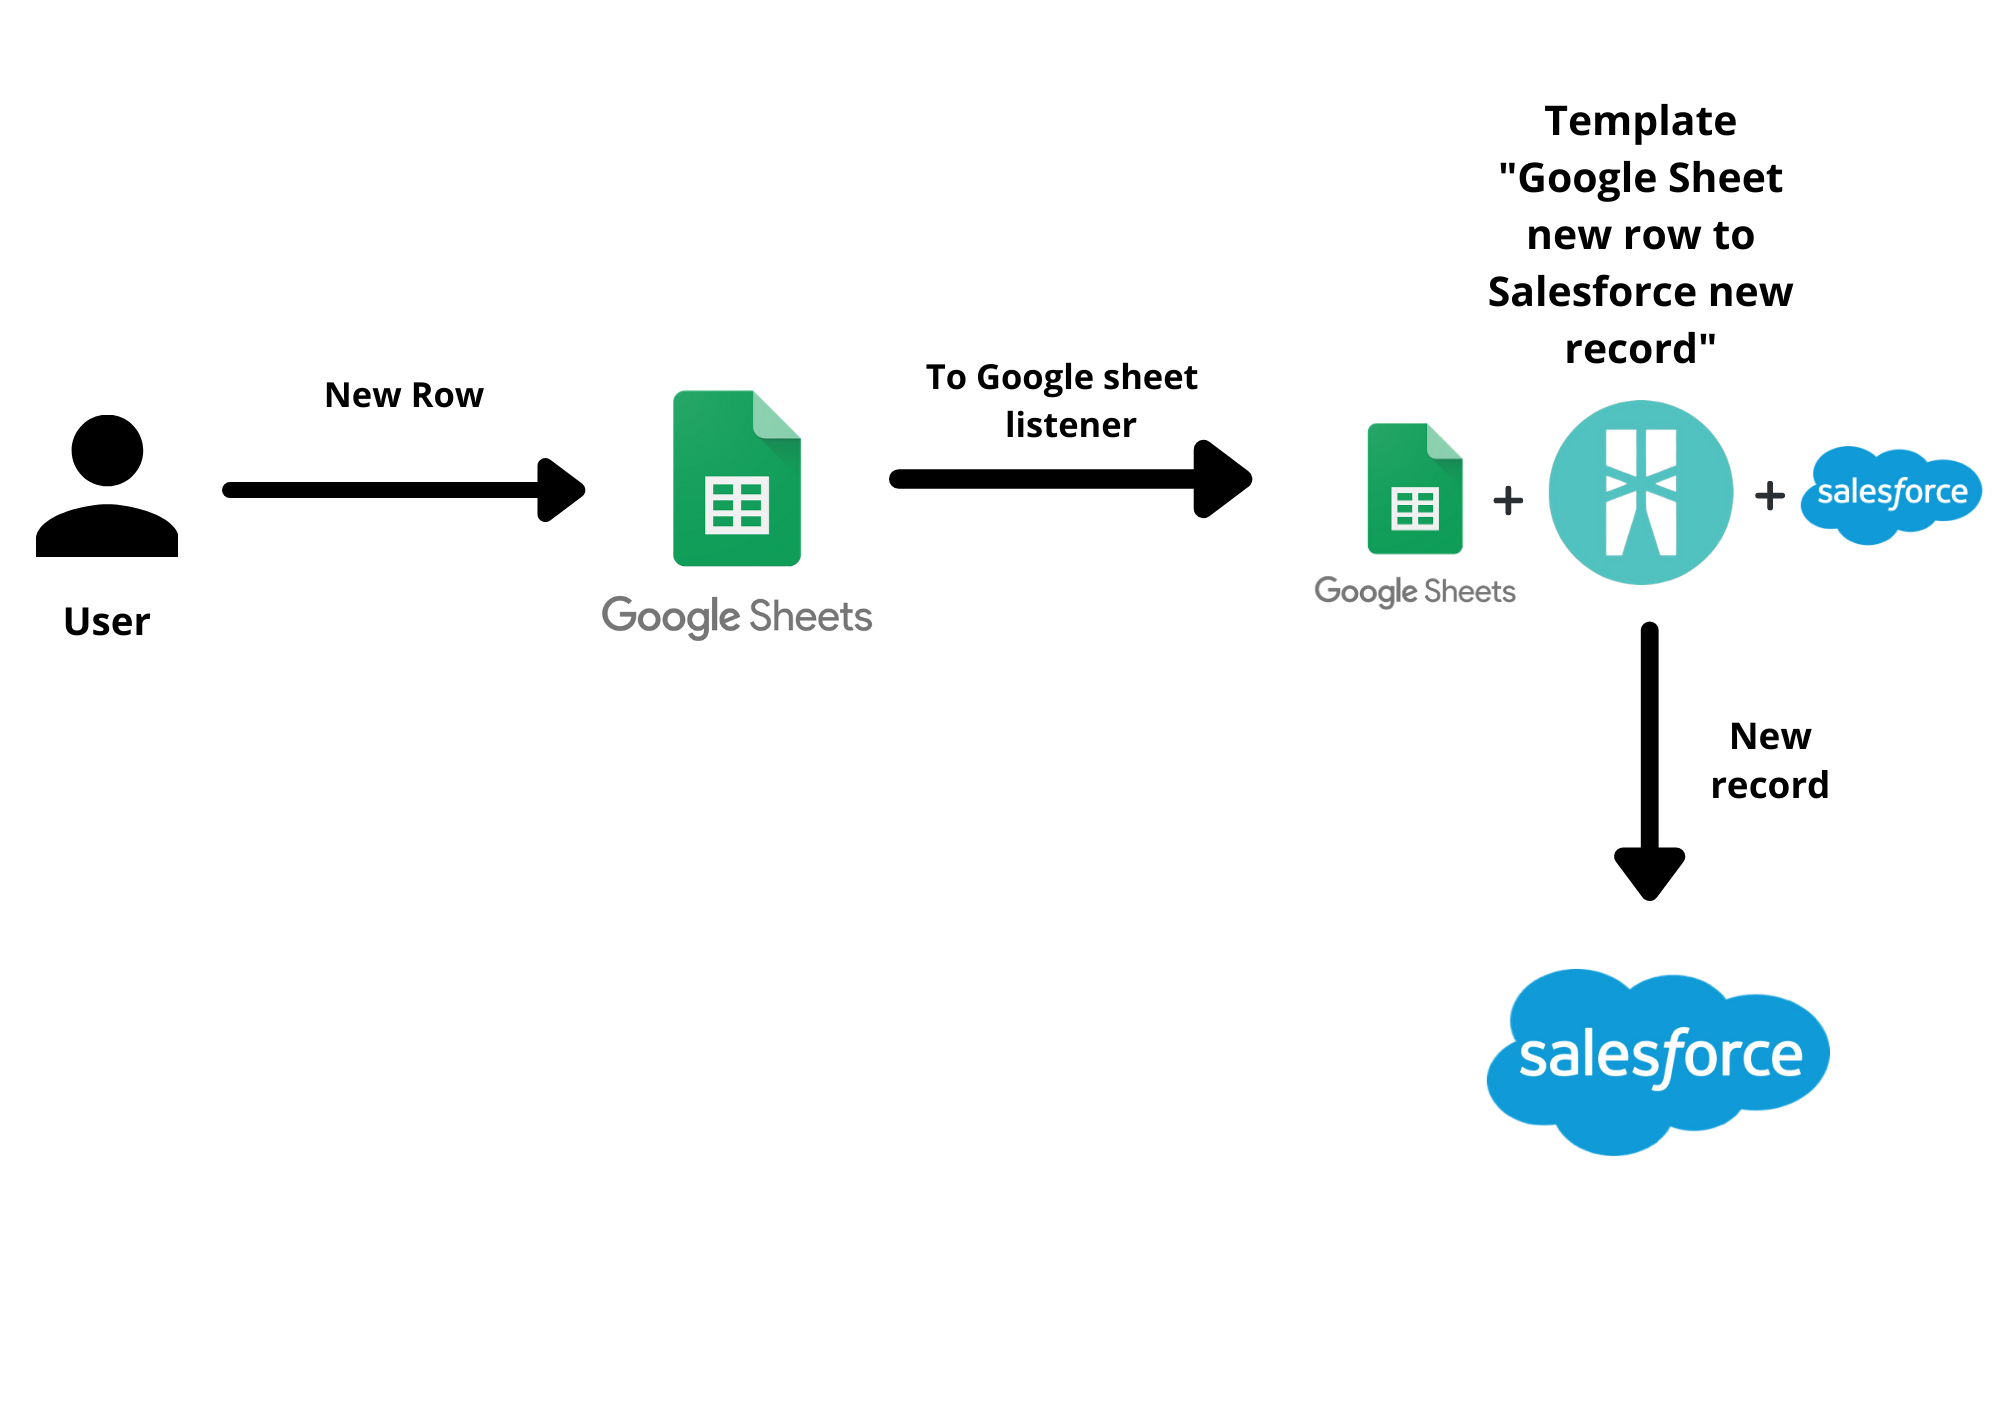 Template
"Google Sheet
new row to
Salesforce new
record"
New Row
To Google sheet
listener
User
Google Sheets
Google Sheets
+
+
salesforce
New
record
salesforce